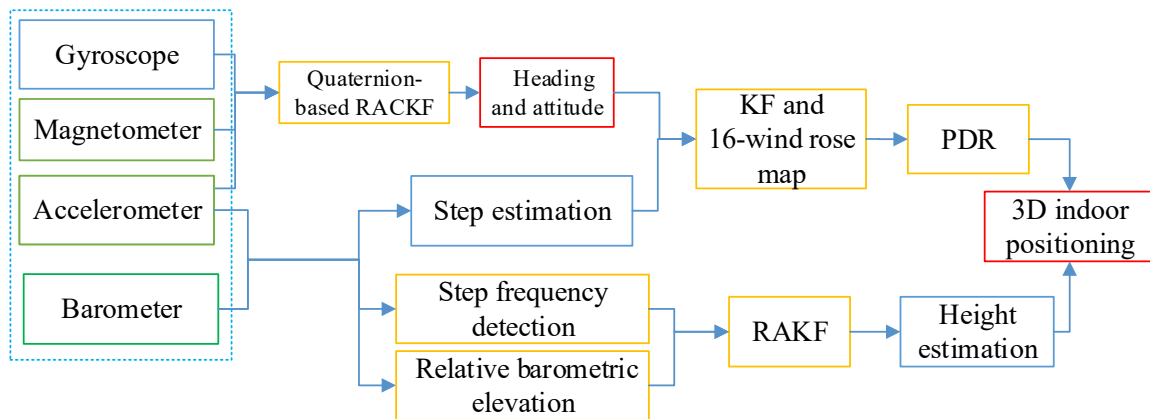 Gyroscope
Magnetometer
Accelerometer
Barometer
Quaternion-
based RACKF
Heading
and attitude
Step estimation
Step frequency
detection
Relative barometric
elevation
KF and
16-wind rose
map
PDR
RAKF
Height
estimation
3D indoor
positioning